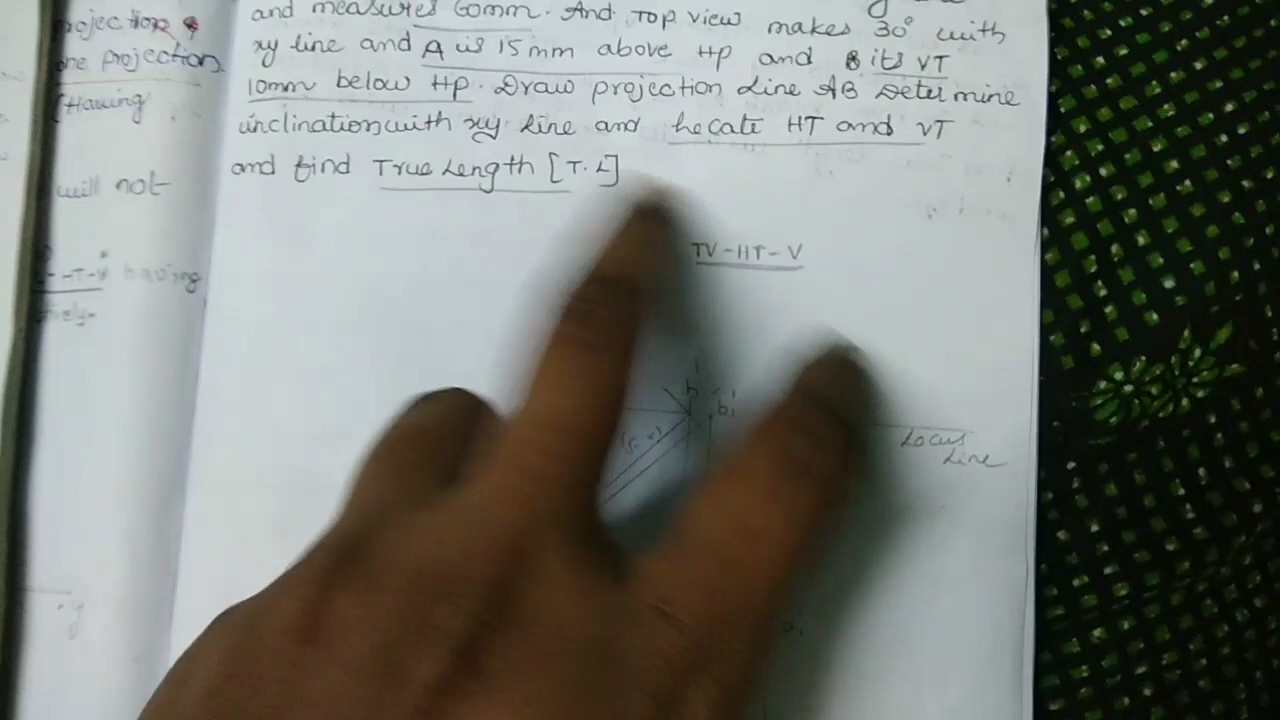 projection
one projection.
(Having
will not
-T-V having
and measures 60mm. And Top view makes 30° with
xy line and A is 15mm above Hp and its VT
10mm below Hp. Draw projection Line AB Determine
inclination with xy line and Locate HT and VT
and find True Length [T.L]
TV-HT-V
b'
b1'
(F.V)
Locus
Line
y